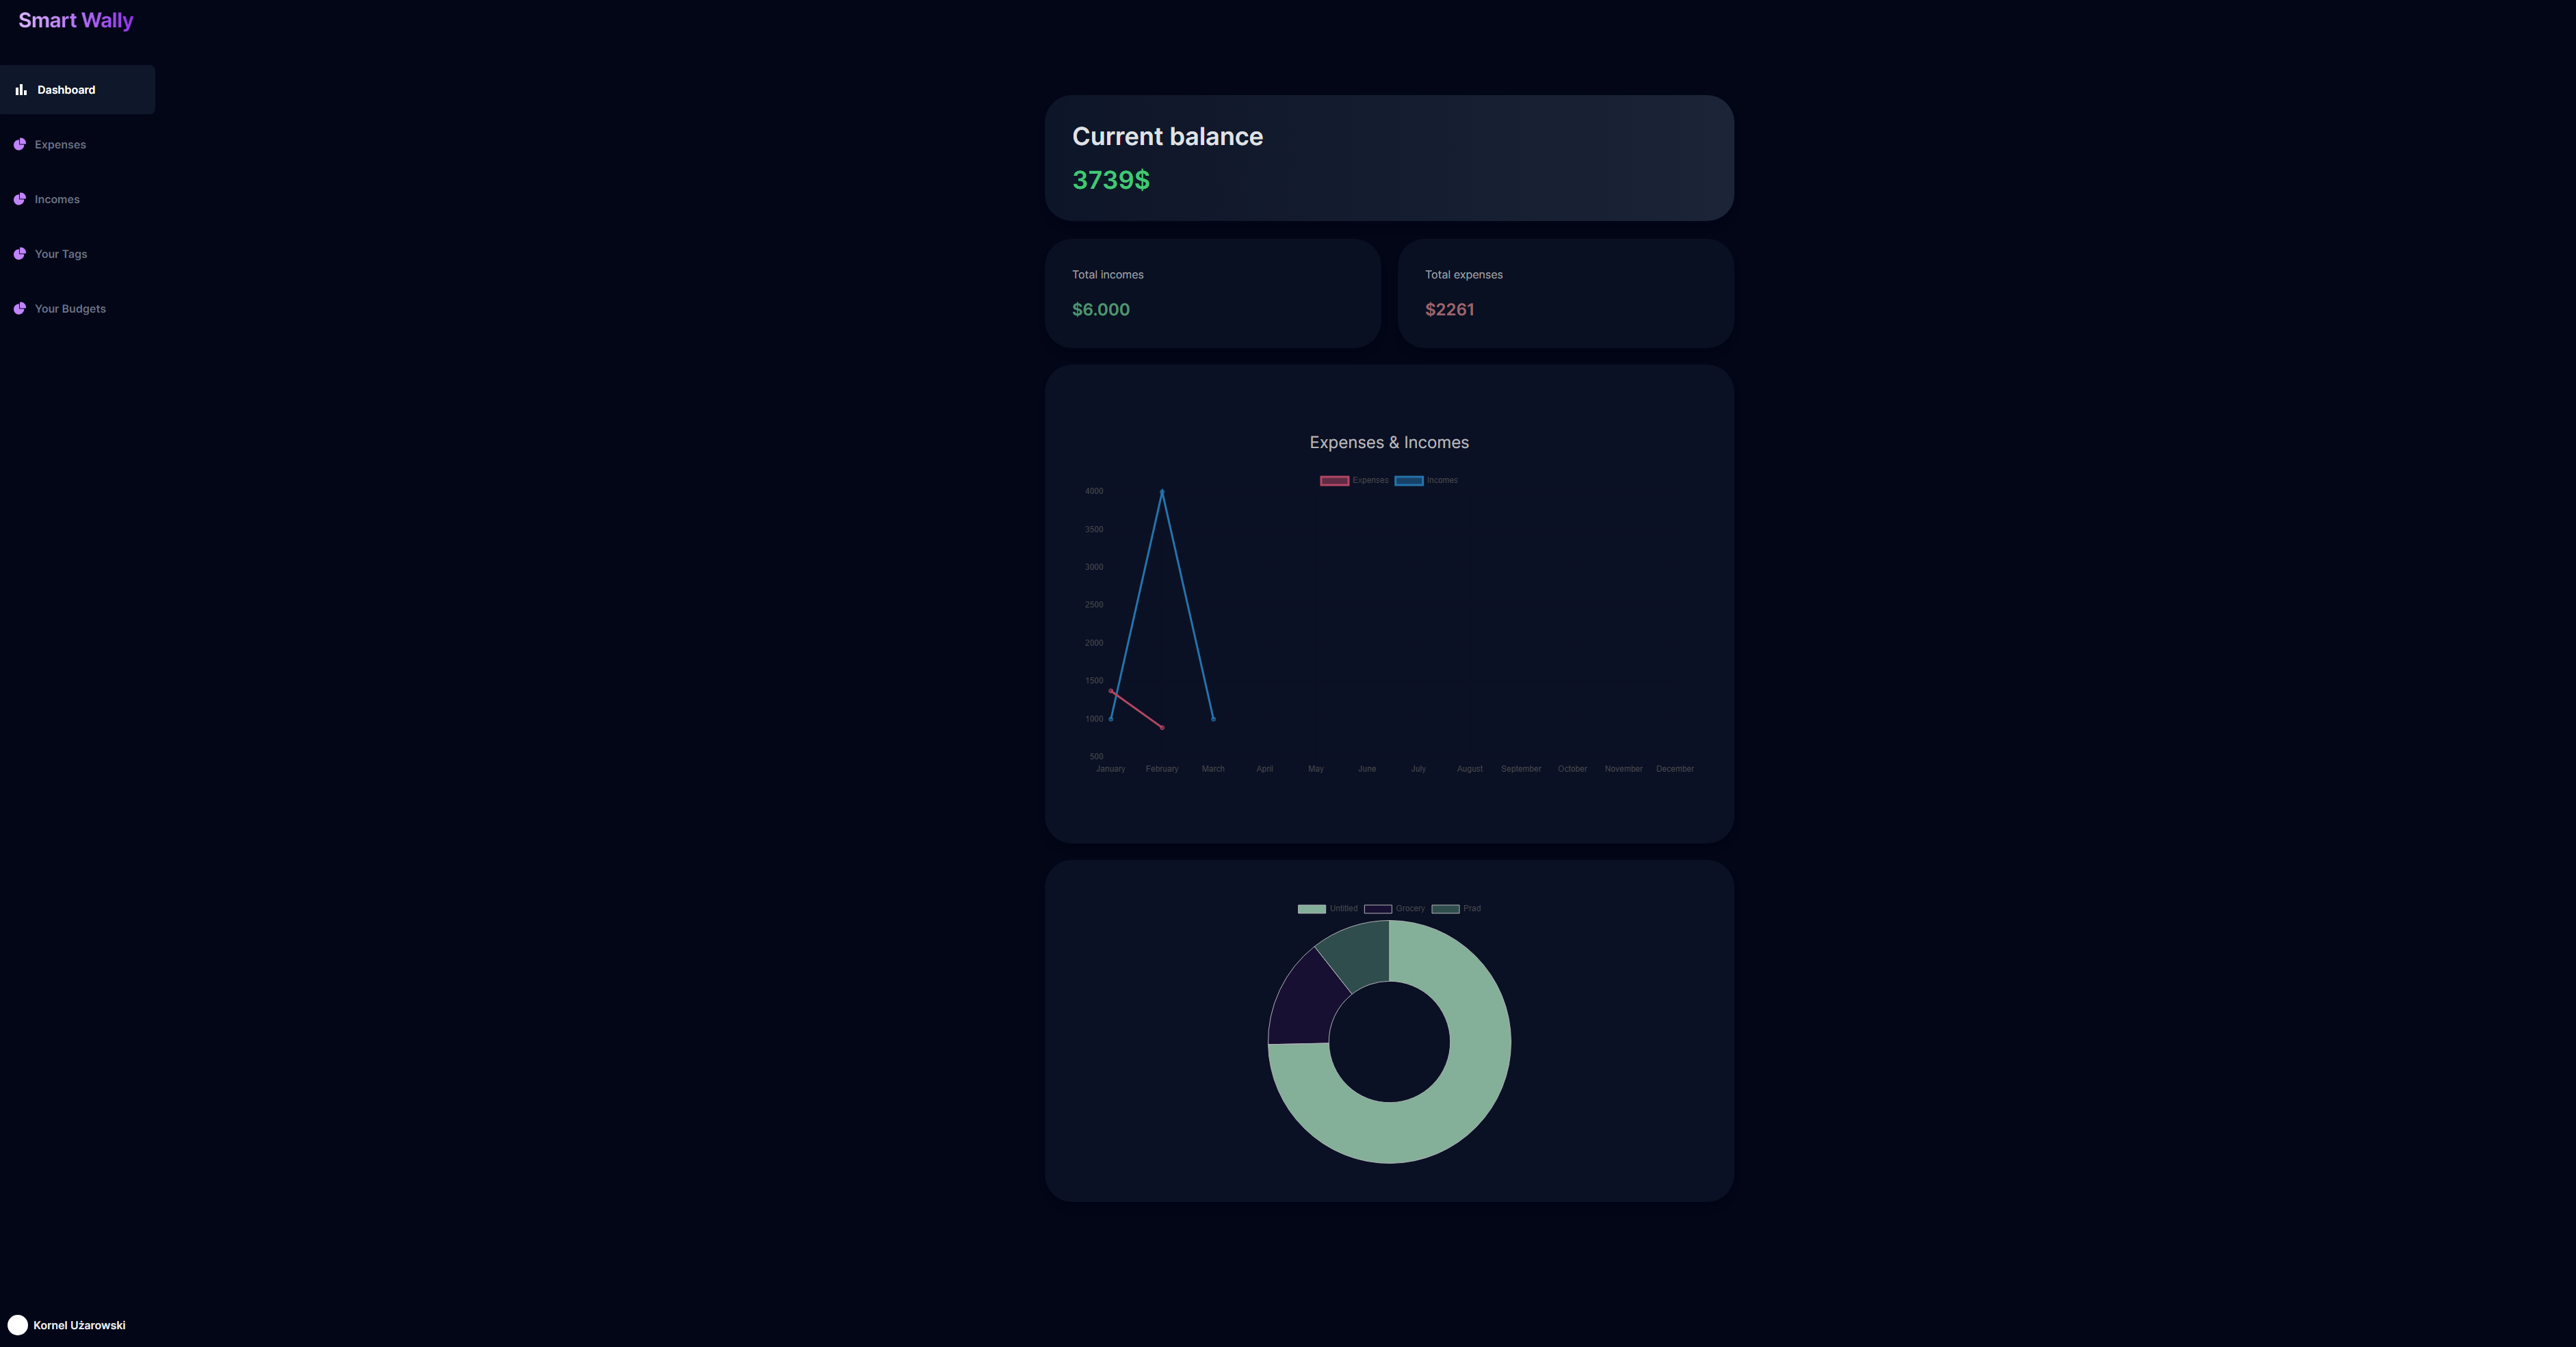 Smart Wally
Dashboard
Expenses
Incomes
Your Tags
Your Budgets
Kornel Użarowski
Current balance
3739$
Total incomes
$6.000
Total expenses
$2261
Expenses & Incomes
Expenses Incomes
4000
3500
3000
2500
2000
1500
1000
500
January February March April May June July August September October November December
Untitled Grocery Prad